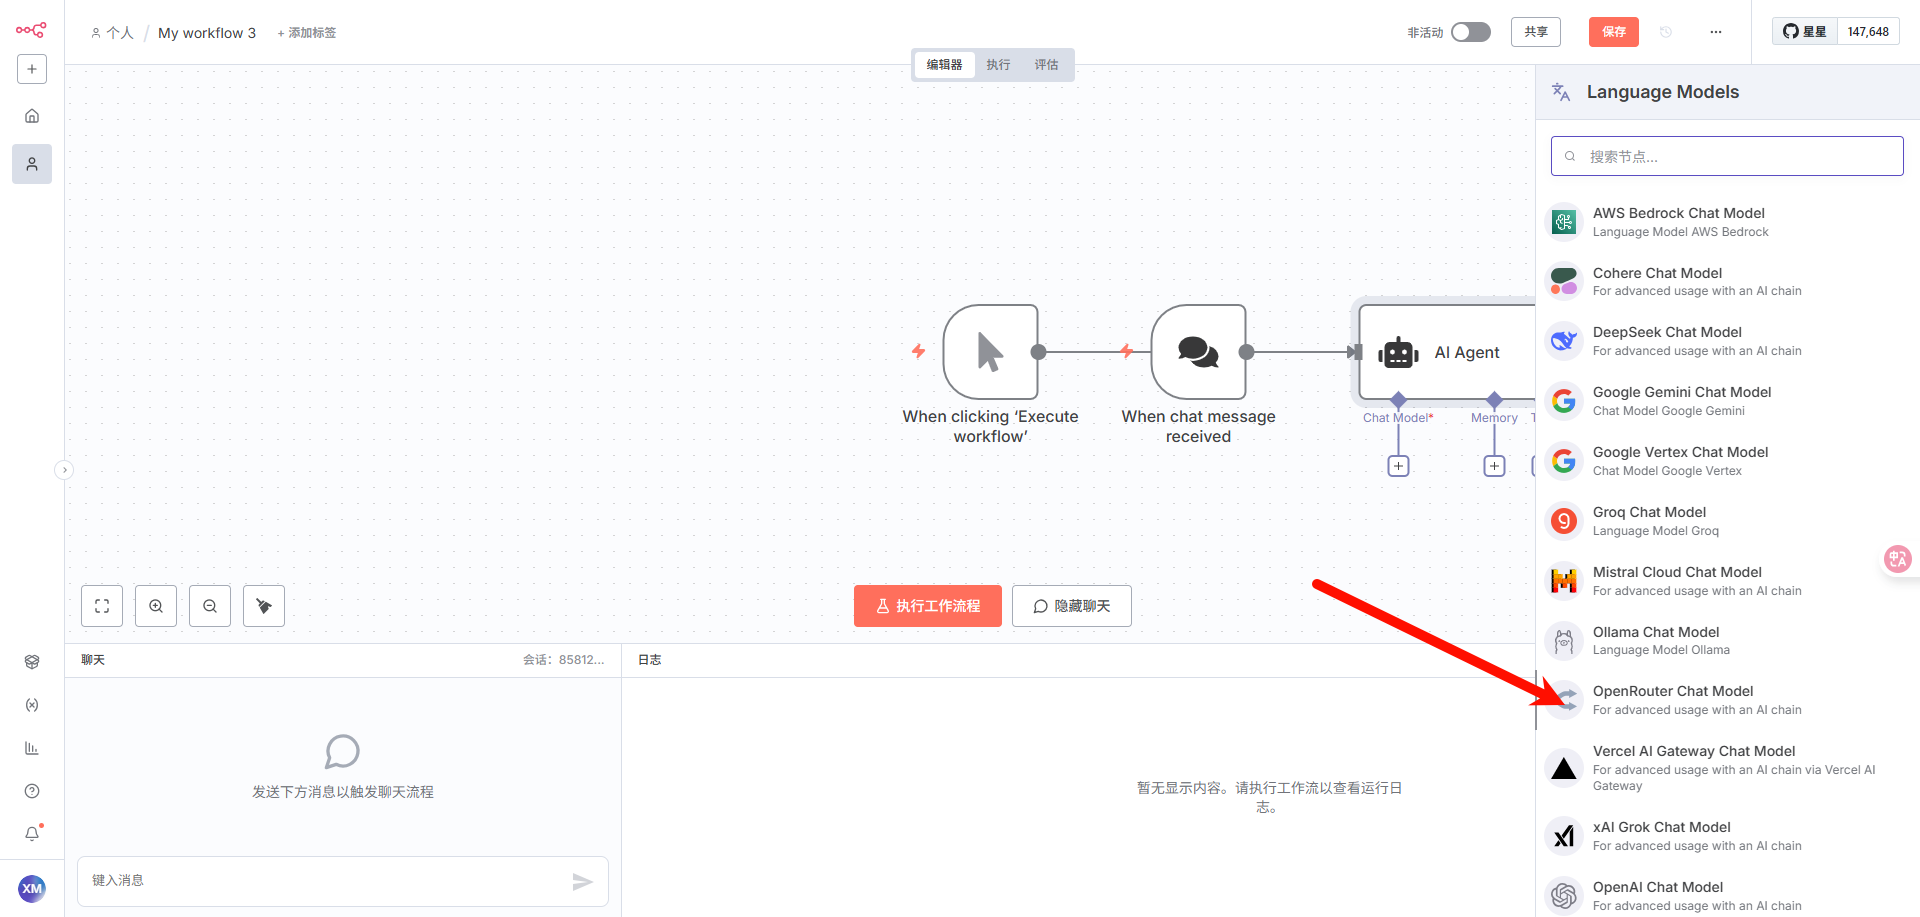 个人 / My workflow 3 + 添加标签
非活动 共享 保存 ... 星星 147,648
编辑器 执行 评估
Language Models
搜索节点...
AWS Bedrock Chat Model
Language Model AWS Bedrock
Cohere Chat Model
For advanced usage with an AI chain
DeepSeek Chat Model
For advanced usage with an AI chain
Google Gemini Chat Model
Chat Model Google Gemini
Google Vertex Chat Model
Chat Model Google Vertex
Groq Chat Model
Language Model Groq
Mistral Cloud Chat Model
For advanced usage with an AI chain
Ollama Chat Model
Language Model Ollama
OpenRouter Chat Model
For advanced usage with an AI chain
Vercel AI Gateway Chat Model
For advanced usage with an AI chain via Vercel AI
Gateway
xAI Grok Chat Model
For advanced usage with an AI chain
OpenAI Chat Model
For advanced usage with an AI chain
AI Agent
When clicking ‘Execute
workflow’
When chat message
received
Chat Model*
Memory
T
执行工作流程
隐藏聊天
聊天
会话：85812...
日志
发送下方消息以触发聊天流程
暂无显示内容。请执行工作流以查看运行日
志。
键入消息
XM